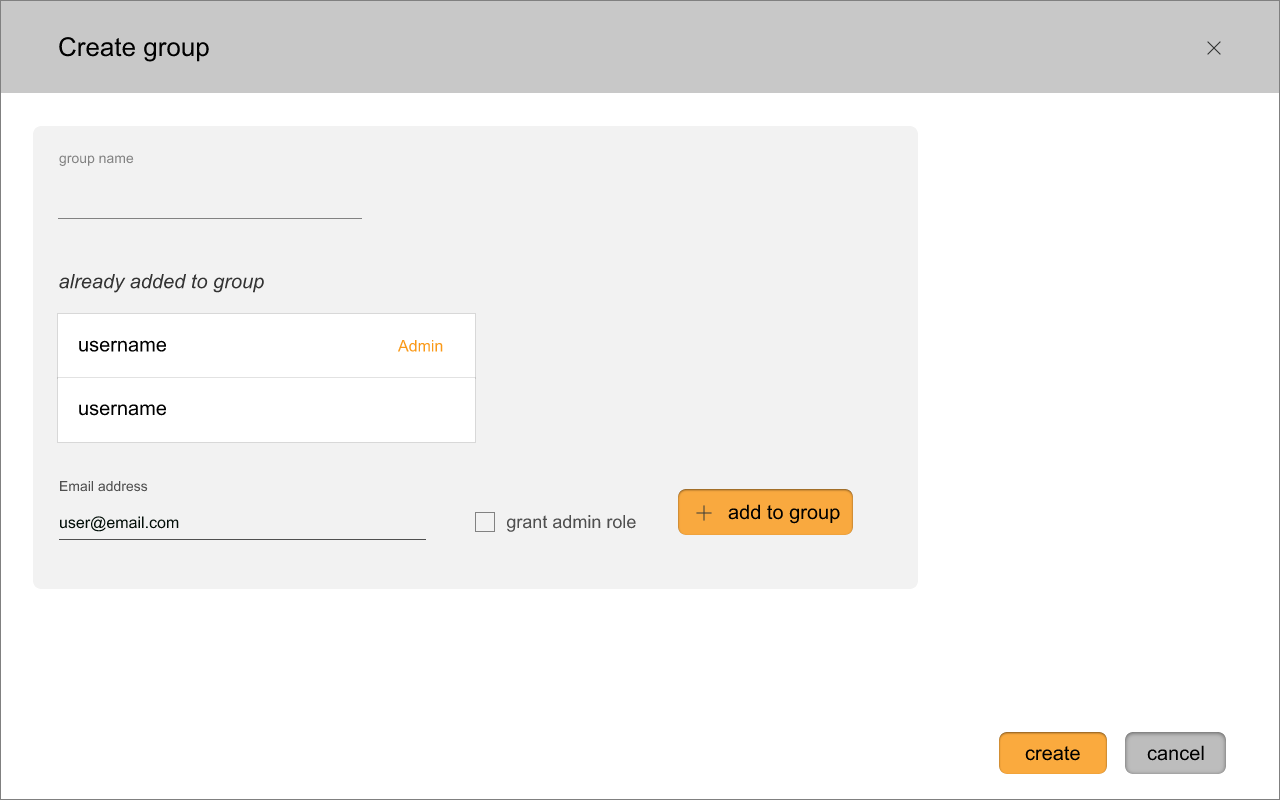 Create group
group name
already added to group
username Admin
username
Email address
user@email.com
grant admin role
add to group
create cancel